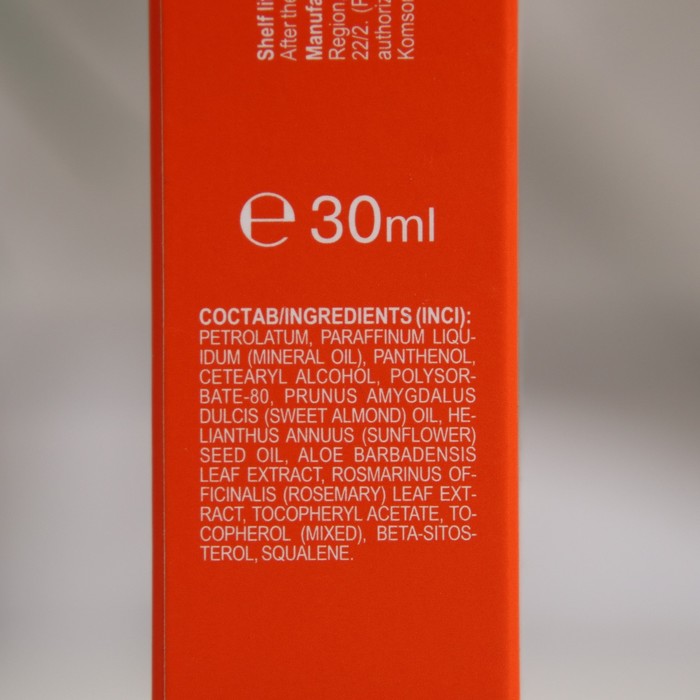 Shelf li
After the
Manufa
Region,
22/2. (R
authoriz
Komso
℮ 30ml
СОСТАВ/INGREDIENTS (INCI):
PETROLATUM, PARAFFINUM LIQU-
IDUM (MINERAL OIL), PANTHENOL,
CETEARYL ALCOHOL, POLYSOR-
BATE-80, PRUNUS AMYGDALUS
DULCIS (SWEET ALMOND) OIL, HE-
LIANTHUS ANNUUS (SUNFLOWER)
SEED OIL, ALOE BARBADENSIS
LEAF EXTRACT, ROSMARINUS OF-
FICINALIS (ROSEMARY) LEAF EXT-
RACT, TOCOPHERYL ACETATE, TO-
COPHEROL (MIXED), BETA-SITOS-
TEROL, SQUALENE.